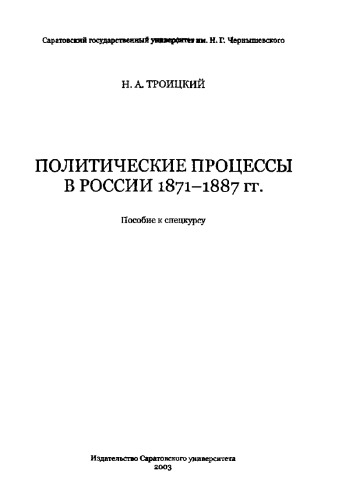 Саратовский государственный университет им. Н. Г. Чернышевского
Н. А. ТРОИЦКИЙ
ПОЛИТИЧЕСКИЕ ПРОЦЕССЫ
В РОССИИ 1871–1887 гг.
Пособие к спецкурсу
Издательство Саратовского университета
2003